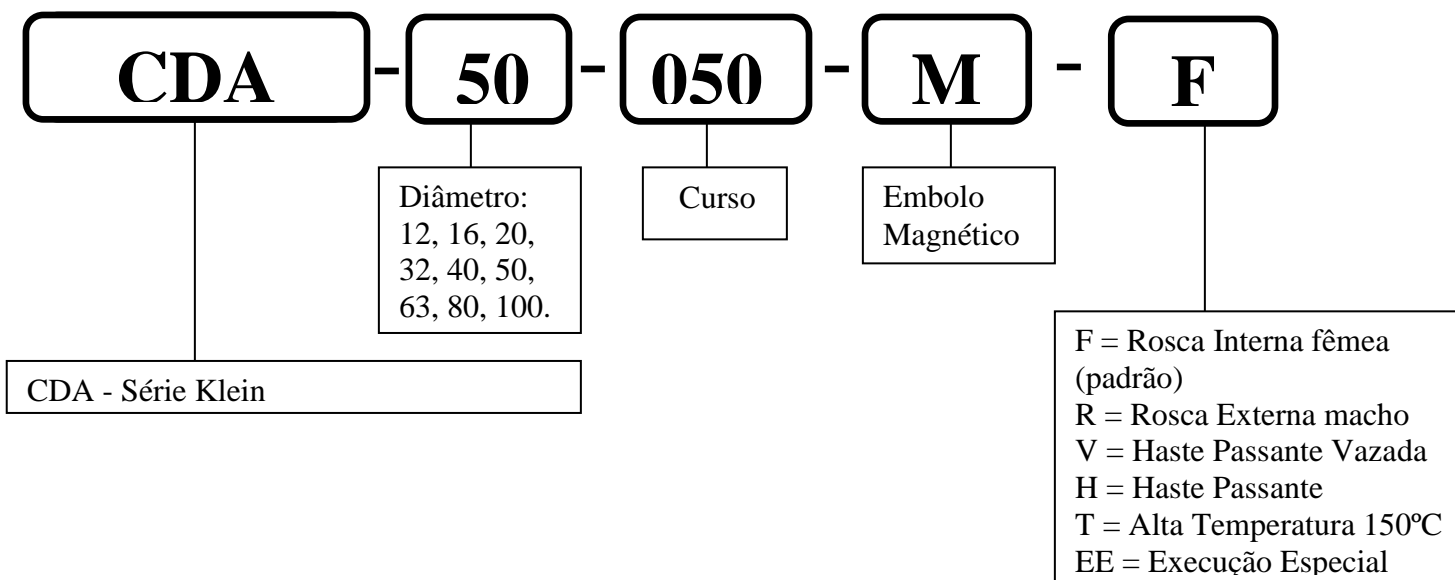 CDA - 50 - 050 - M - F
Diâmetro:
12, 16, 20,
32, 40, 50,
63, 80, 100.
Curso
Embolo
Magnético
CDA - Série Klein
F = Rosca Interna fêmea
(padrão)
R = Rosca Externa macho
V = Haste Passante Vazada
H = Haste Passante
T = Alta Temperatura 150ºC
EE = Execução Especial